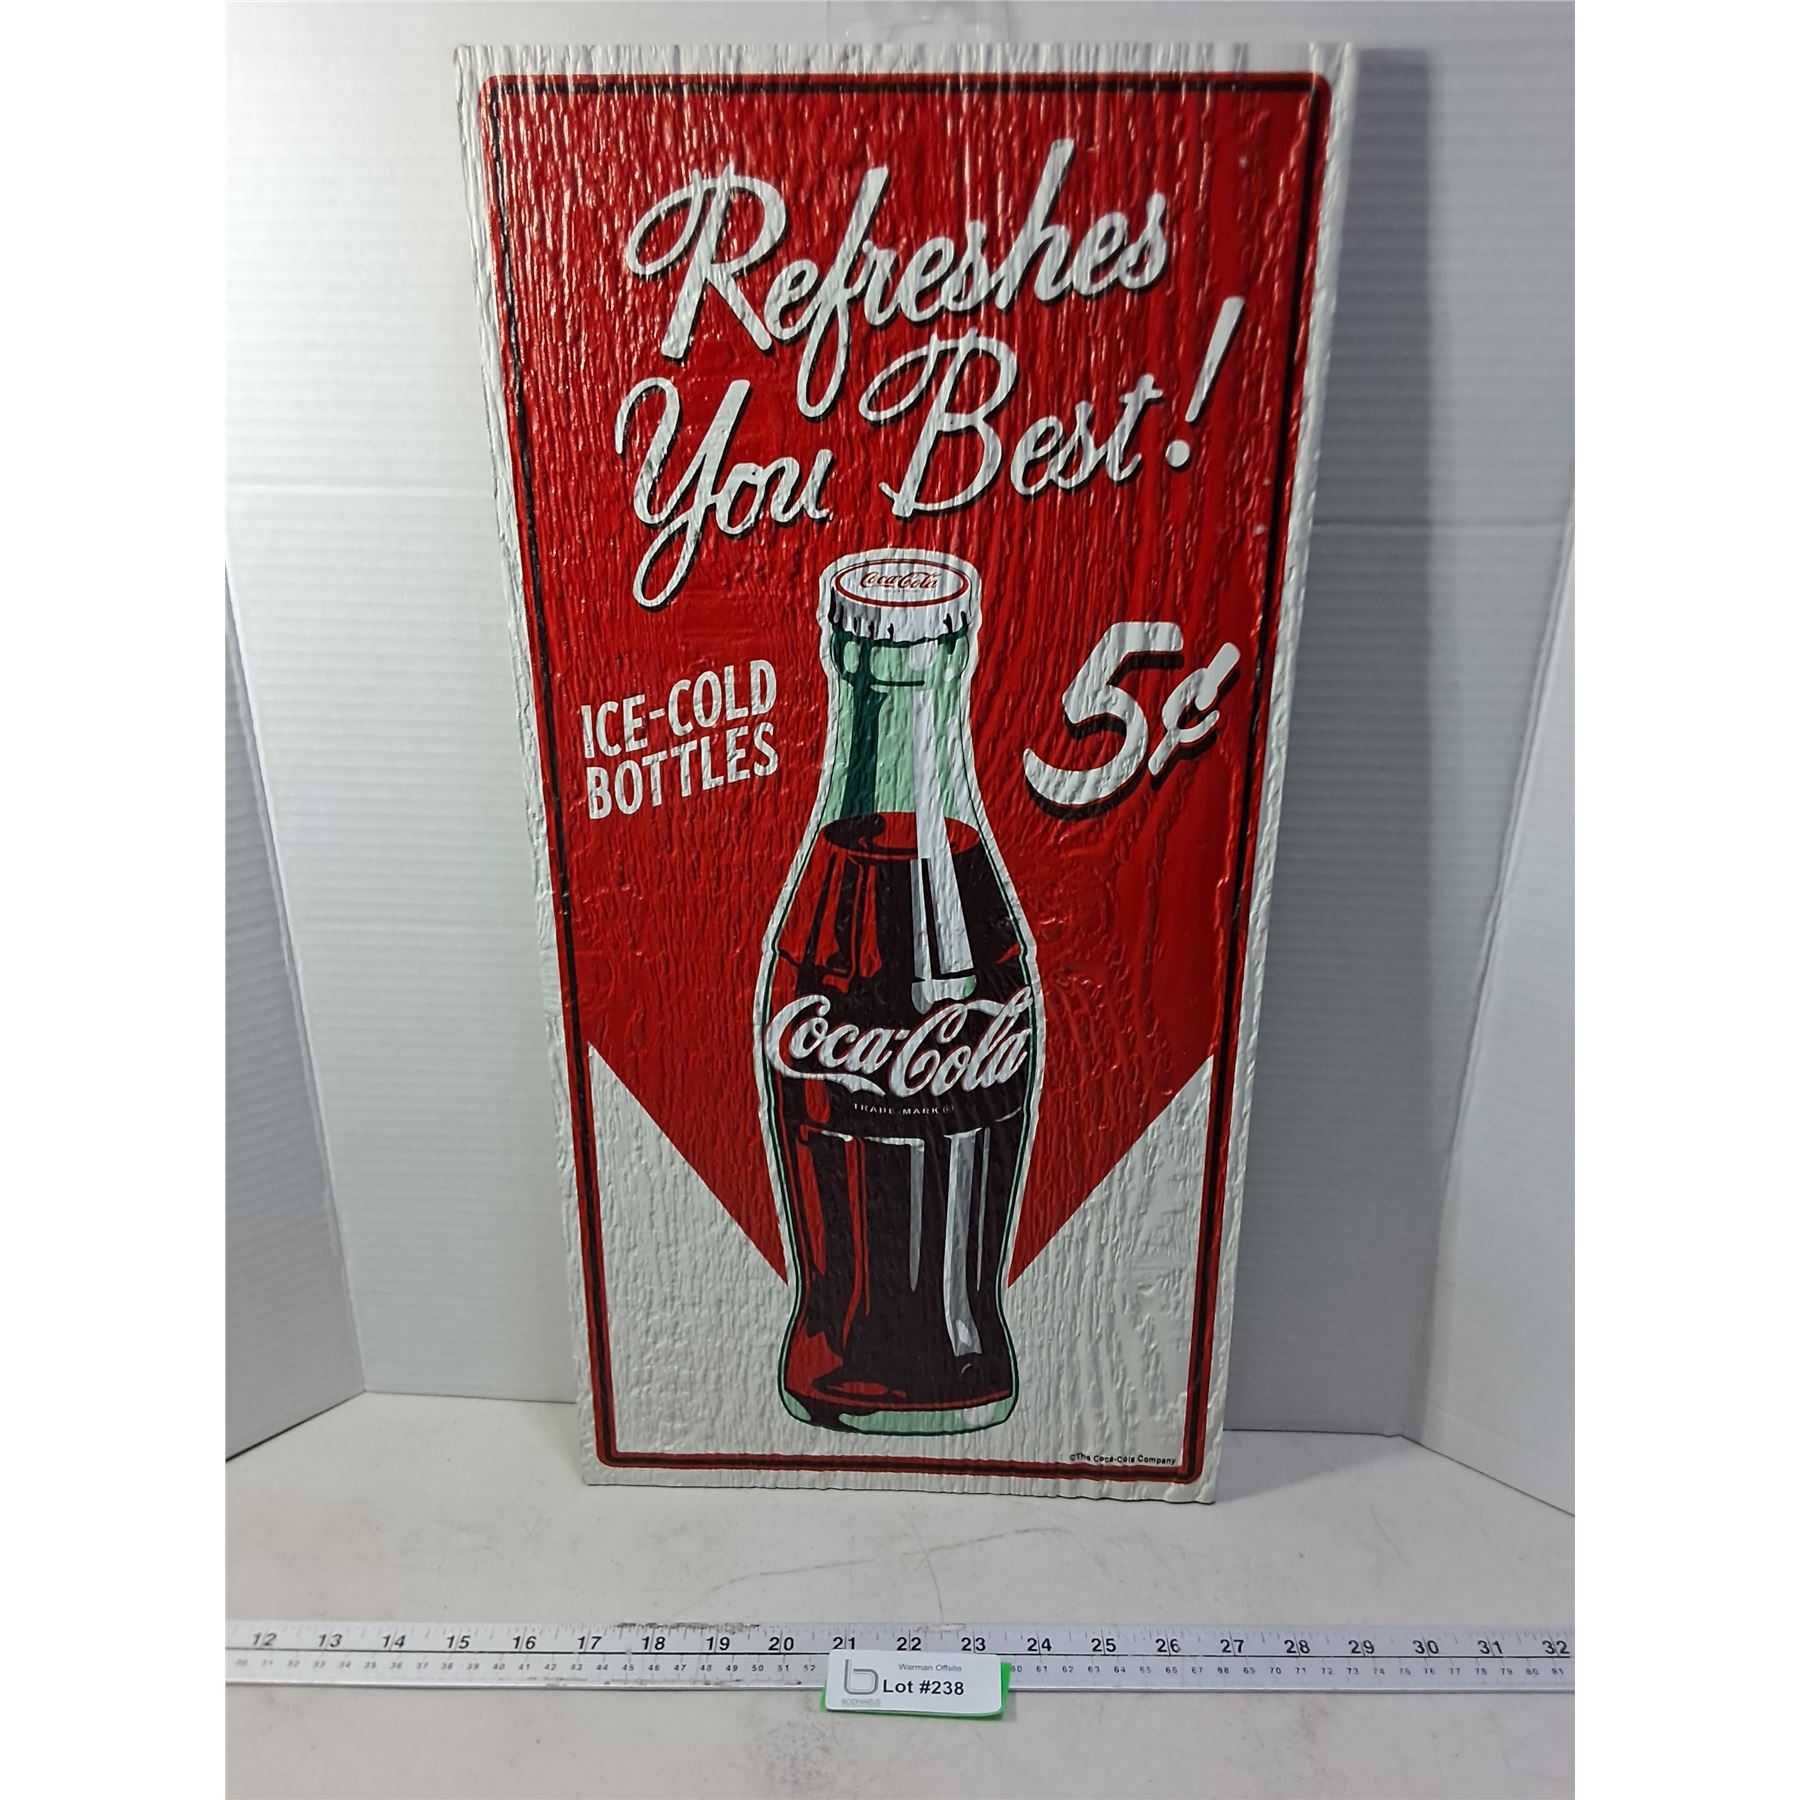 Refreshes
You Best!
Coca-Cola
ICE-COLD
BOTTLES
5¢
Coca-Cola
TRADE-MARK®
©The Coca-Cola Company
12 13 14 15 16 17 18 19 20 21 22 23 24 25 26 27 28 29 30 31 32
Warman Offsite
Lot #238